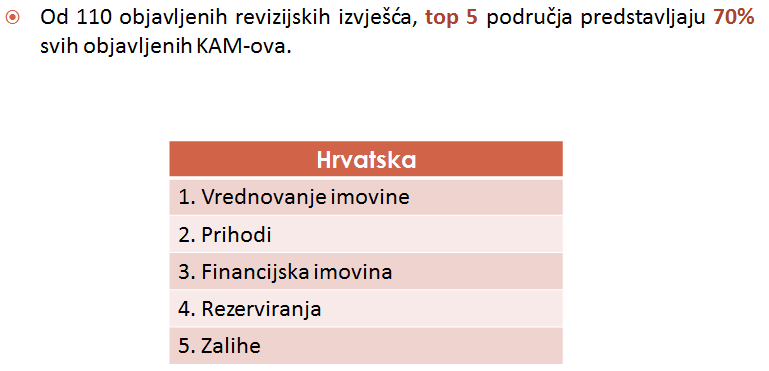 Od 110 objavljenih revizijskih izvješća, top 5 područja predstavljaju 70%
svih objavljenih KAM-ova.
Hrvatska
1. Vrednovanje imovine
2. Prihodi
3. Financijska imovina
4. Rezerviranja
5. Zalihe